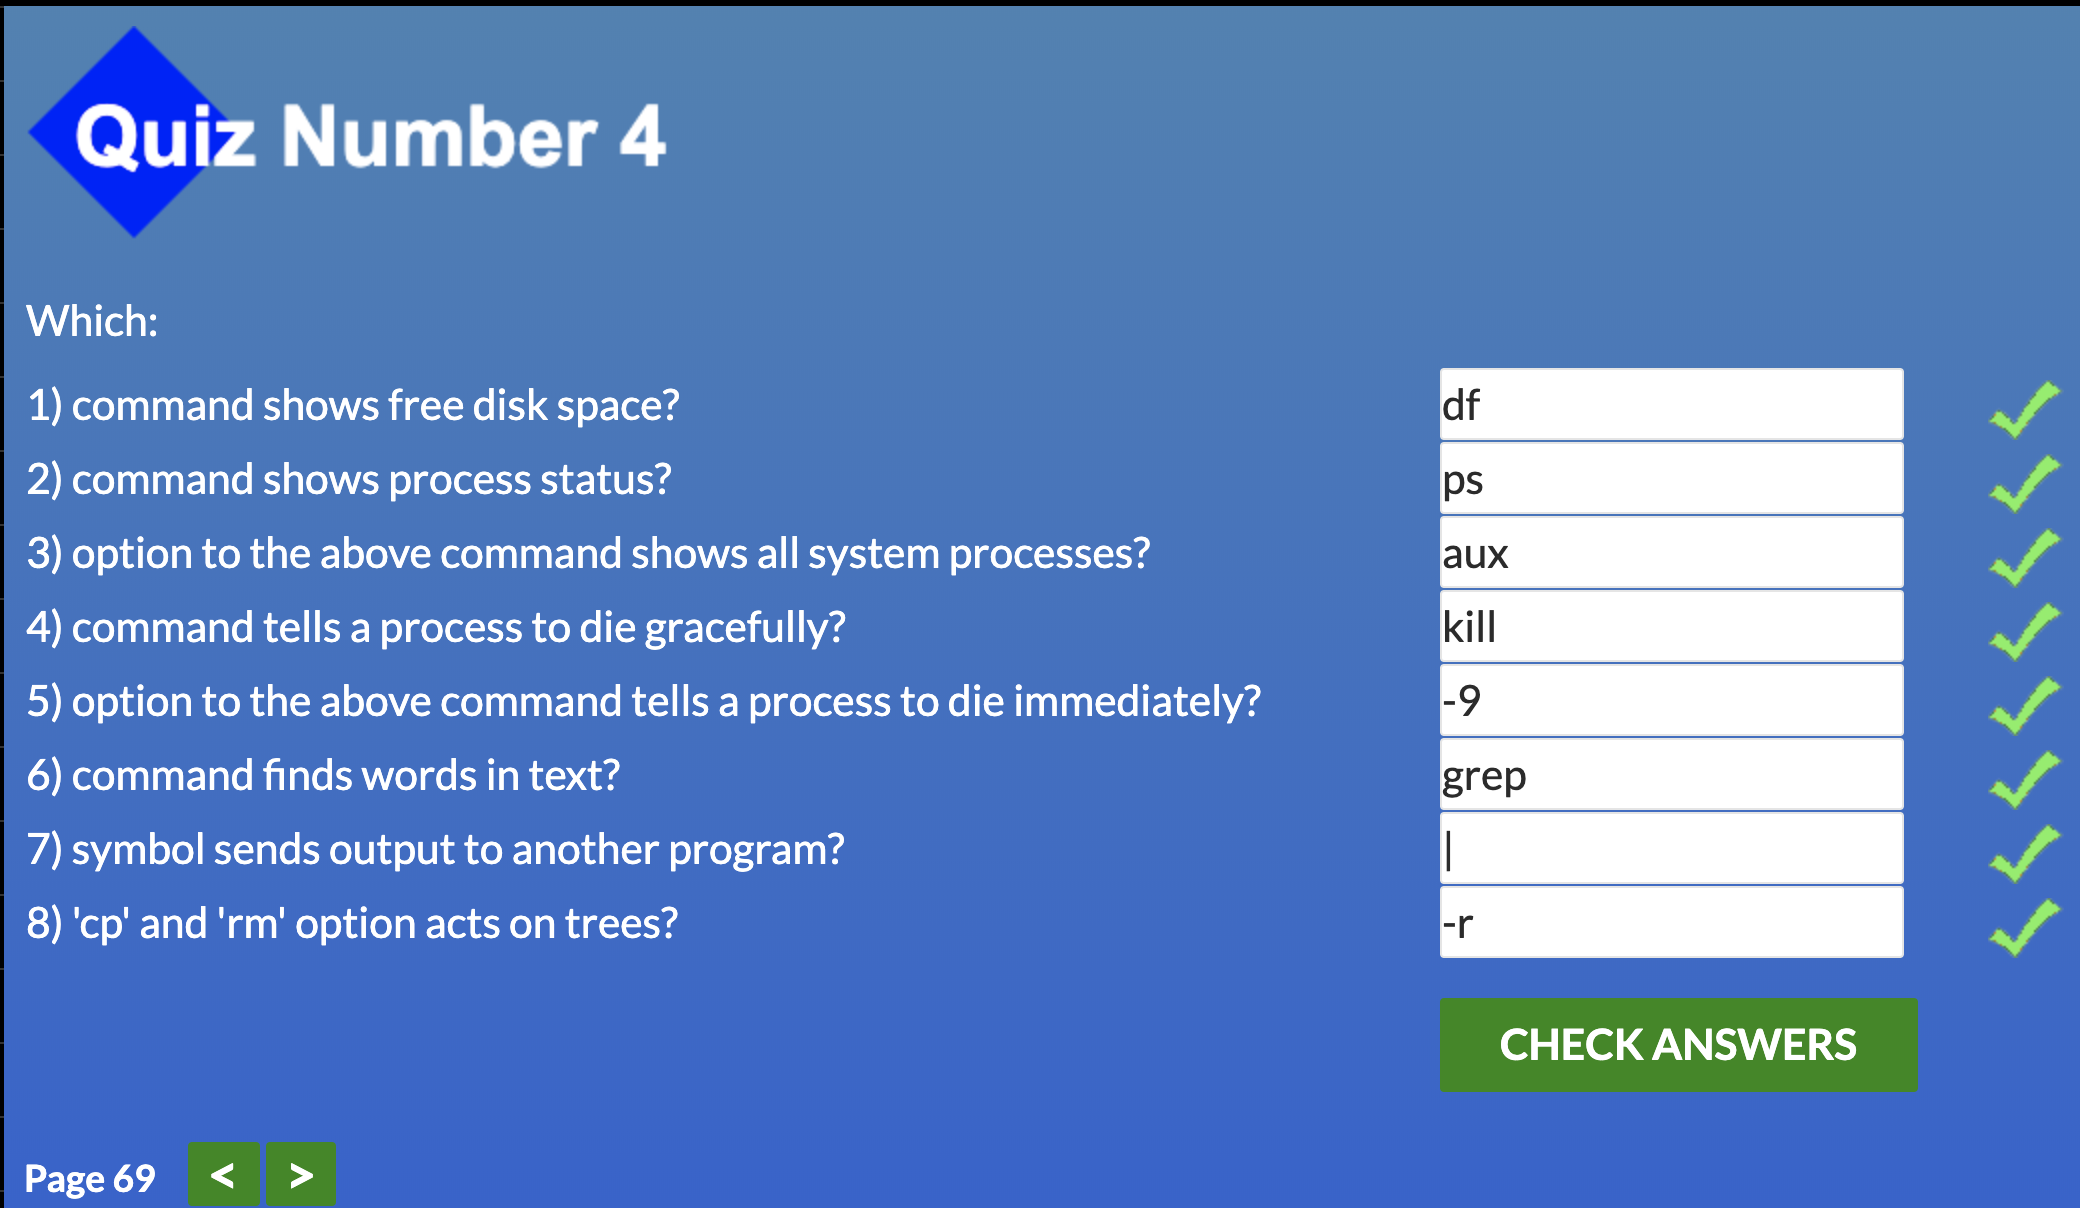 Quiz Number 4
Which:
1) command shows free disk space? df
2) command shows process status? ps
3) option to the above command shows all system processes? aux
4) command tells a process to die gracefully? kill
5) option to the above command tells a process to die immediately? -9
6) command finds words in text? grep
7) symbol sends output to another program? |
8) 'cp' and 'rm' option acts on trees? -r
CHECK ANSWERS
Page 69 < >